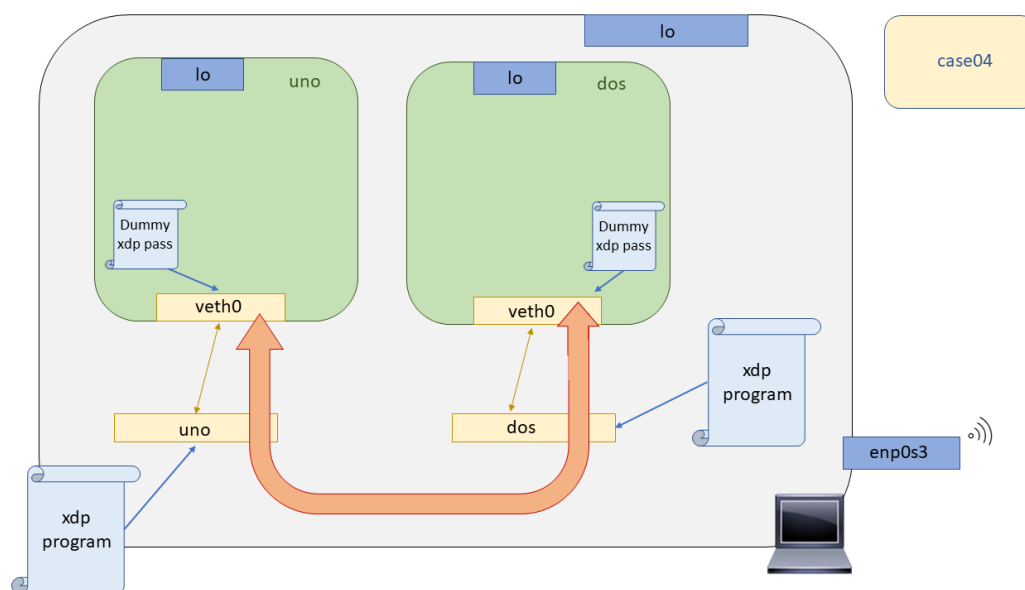 lo
case04
lo
uno
lo
dos
Dummy
xdp pass
Dummy
xdp pass
veth0
veth0
xdp
program
uno
dos
enp0s3
xdp
program